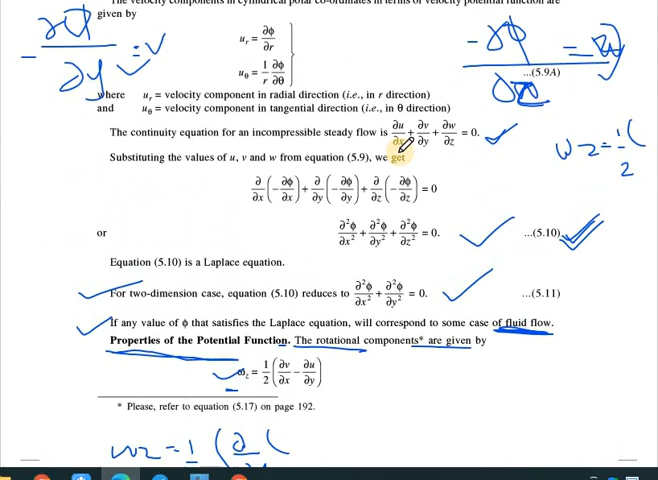 The velocity components in cylindrical polar co-ordinates in terms of velocity potential function are
given by
u_r = ∂ϕ/∂r
u_θ = 1/r ∂ϕ/∂θ
...(5.9A)
where u_r = velocity component in radial direction (i.e., in r direction)
and u_θ = velocity component in tangential direction (i.e., in θ direction)
The continuity equation for an incompressible steady flow is ∂u/∂x + ∂v/∂y + ∂w/∂z = 0.
Substituting the values of u, v and w from equation (5.9), we get
∂/∂x (−∂ϕ/∂x) + ∂/∂y (−∂ϕ/∂y) + ∂/∂z (−∂ϕ/∂z) = 0
or ∂²ϕ/∂x² + ∂²ϕ/∂y² + ∂²ϕ/∂z² = 0. ...(5.10)
Equation (5.10) is a Laplace equation.
For two-dimension case, equation (5.10) reduces to ∂²ϕ/∂x² + ∂²ϕ/∂y² = 0. ...(5.11)
If any value of ϕ that satisfies the Laplace equation, will correspond to some case of fluid flow.
Properties of the Potential Function. The rotational components* are given by
ω_z = 1/2 (∂v/∂x − ∂u/∂y)
* Please, refer to equation (5.17) on page 192.
− ∂ϕ/∂y = v
wz = 1/2 (
wz = 1 (∂ (